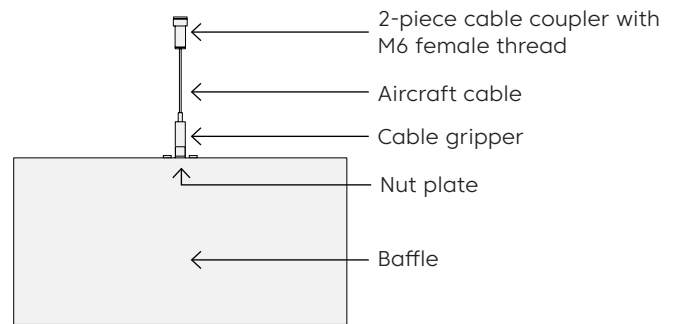 2-piece cable coupler with
M6 female thread
Aircraft cable
Cable gripper
Nut plate
Baffle